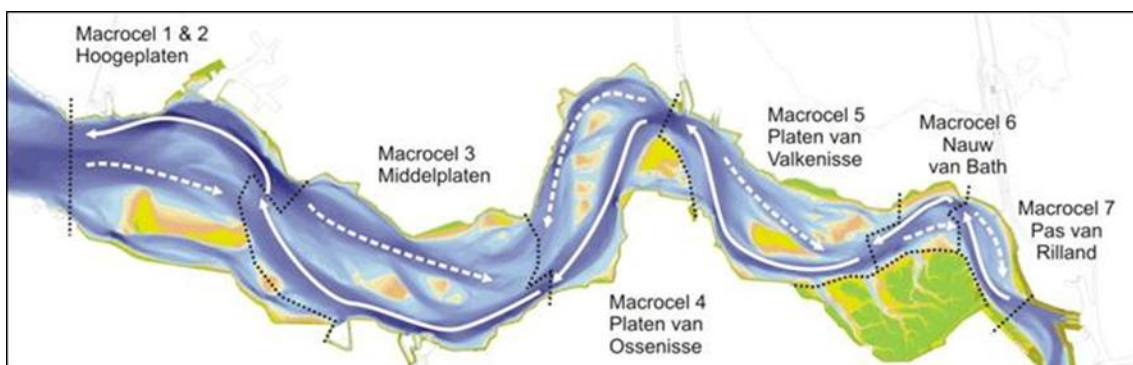 Macrocel 1 & 2
Hoogeplaten
Macrocel 3
Middelplaten
Macrocel 4
Platen van
Ossenisse
Macrocel 5
Platen van
Valkenisse
Macrocel 6
Nauw
van Bath
Macrocel 7
Pas van
Rilland